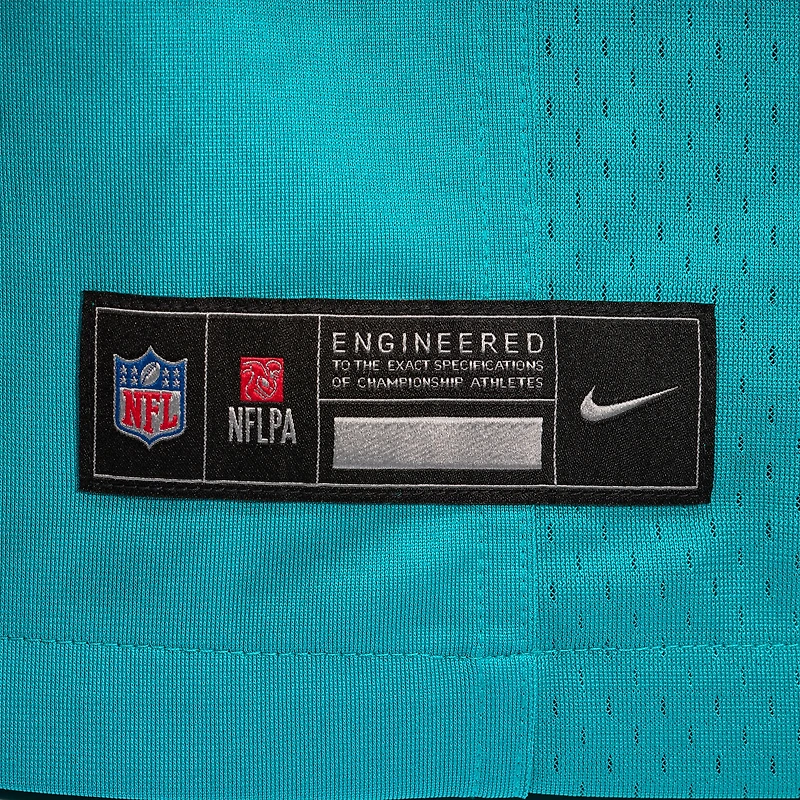 NFL
NFLPA
ENGINEERED
TO THE EXACT SPECIFICATIONS
OF CHAMPIONSHIP ATHLETES